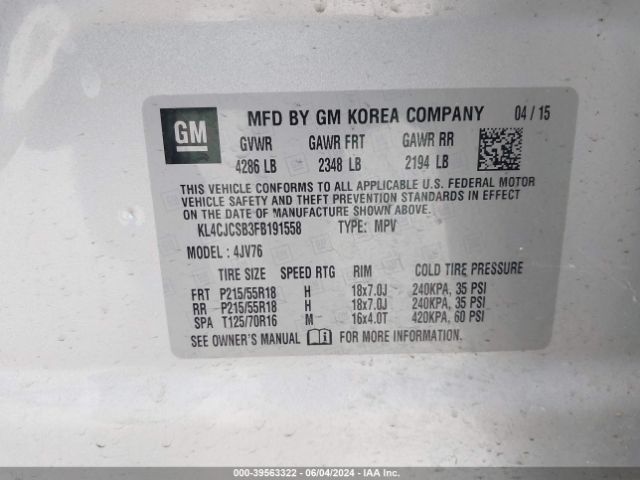 GM
MFD BY GM KOREA COMPANY 04 / 15
GVWR GAWR FRT GAWR RR
4286 LB 2348 LB 2194 LB
THIS VEHICLE CONFORMS TO ALL APPLICABLE U.S. FEDERAL MOTOR
VEHICLE SAFETY AND THEFT PREVENTION STANDARDS IN EFFECT
ON THE DATE OF MANUFACTURE SHOWN ABOVE.
KL4CJCSB3FB191558 TYPE: MPV
MODEL : 4JV76
TIRE SIZE SPEED RTG RIM COLD TIRE PRESSURE
FRT P215/55R18 H 18x7.0J 240KPA, 35 PSI
RR P215/55R18 H 18x7.0J 240KPA, 35 PSI
SPA T125/70R16 M 16x4.0T 420KPA, 60 PSI
SEE OWNER'S MANUAL FOR MORE INFORMATION.
000-39563322 - 06/04/2024 - IAA Inc.